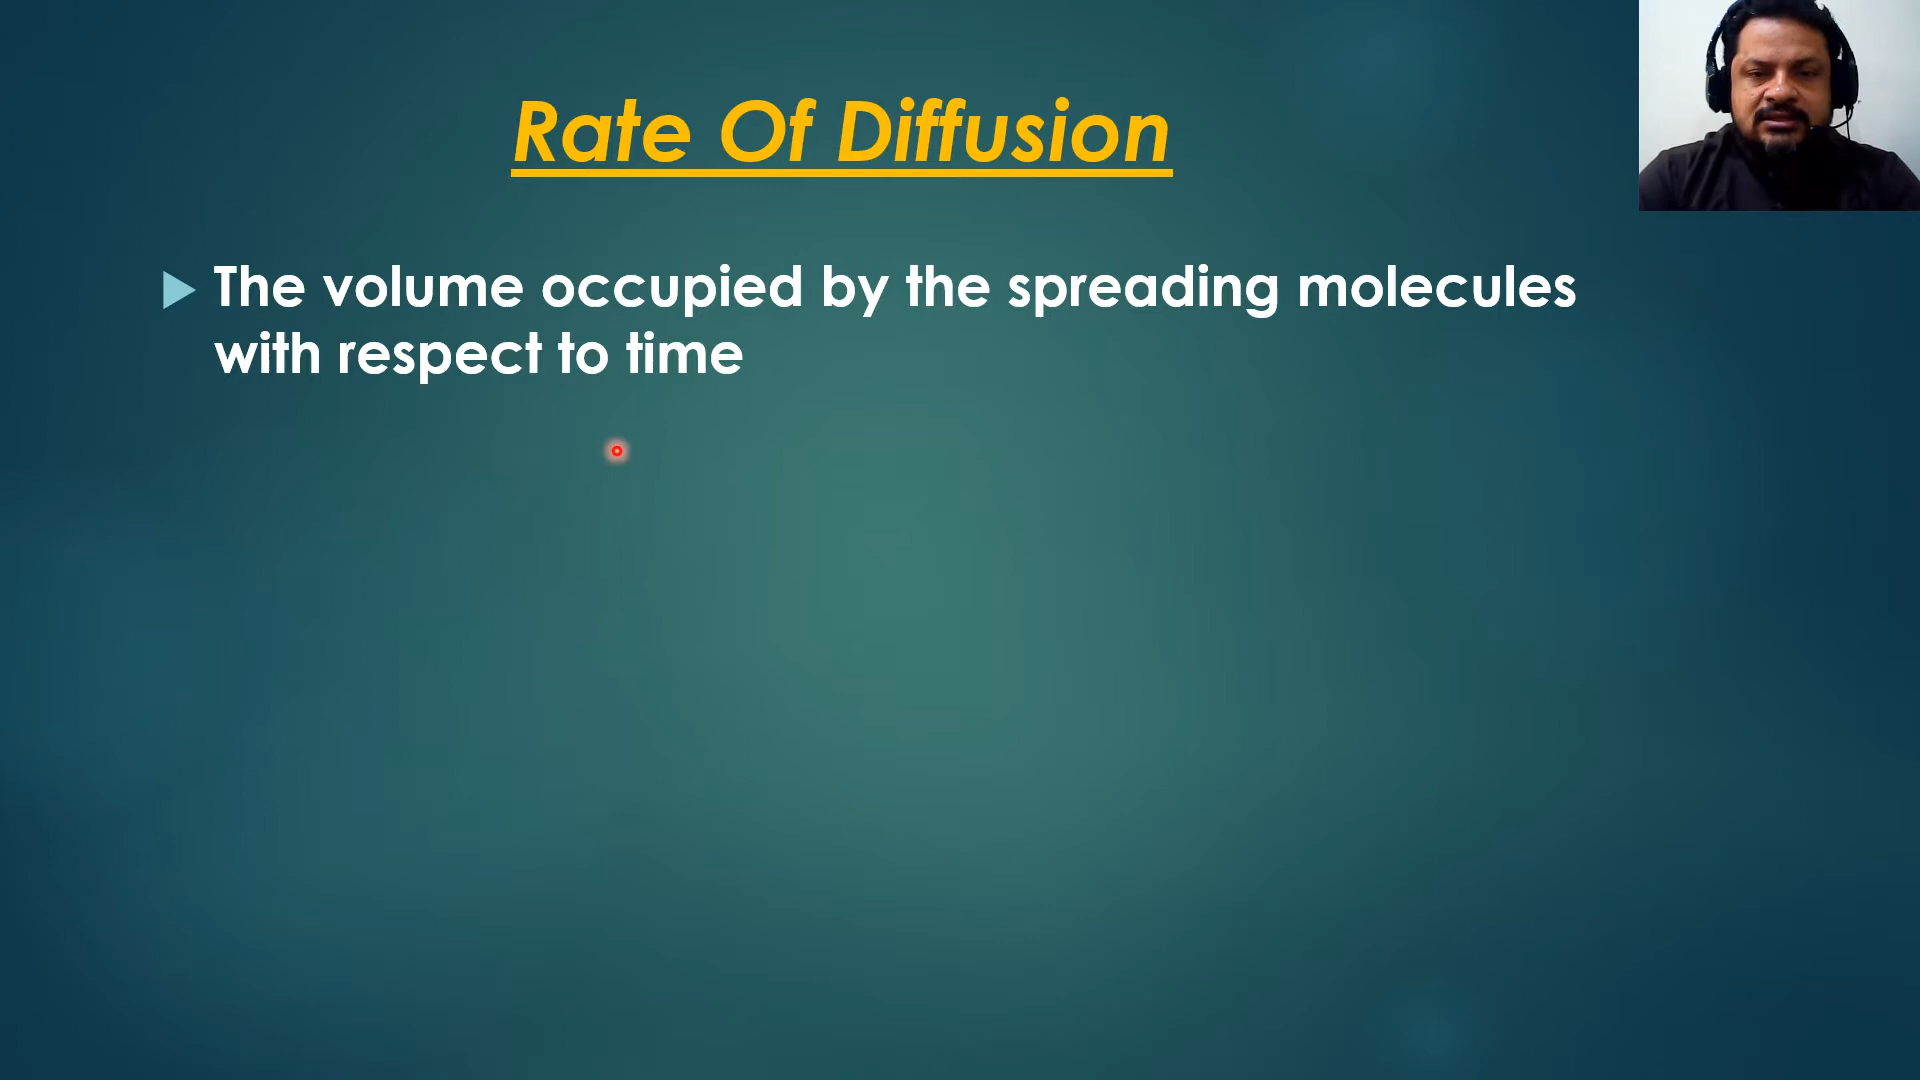 Rate Of Diffusion
The volume occupied by the spreading molecules
with respect to time